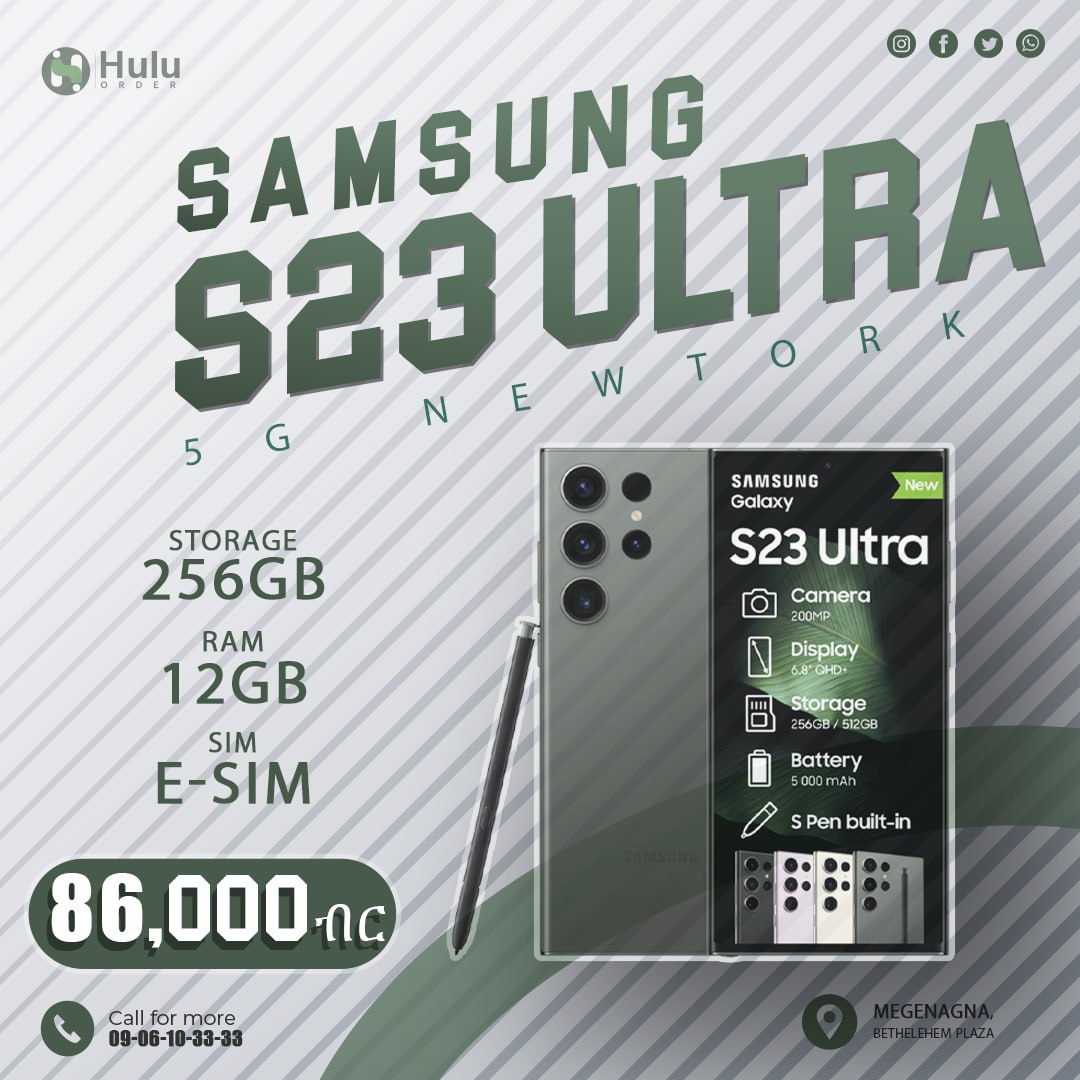 Hulu
ORDER
SAMSUNG
S23 ULTRA
5G NEWTORK
STORAGE
256GB
RAM
12GB
SIM
E-SIM
86,000 ብር
Call for more
09-06-10-33-33
SAMSUNG
SAMSUNG
Galaxy
New
S23 Ultra
Camera
200MP
Display
6.8" QHD+
Storage
256GB / 512GB
Battery
5 000 mAh
S Pen built-in
MEGENAGNA,
BETHELEHEM PLAZA